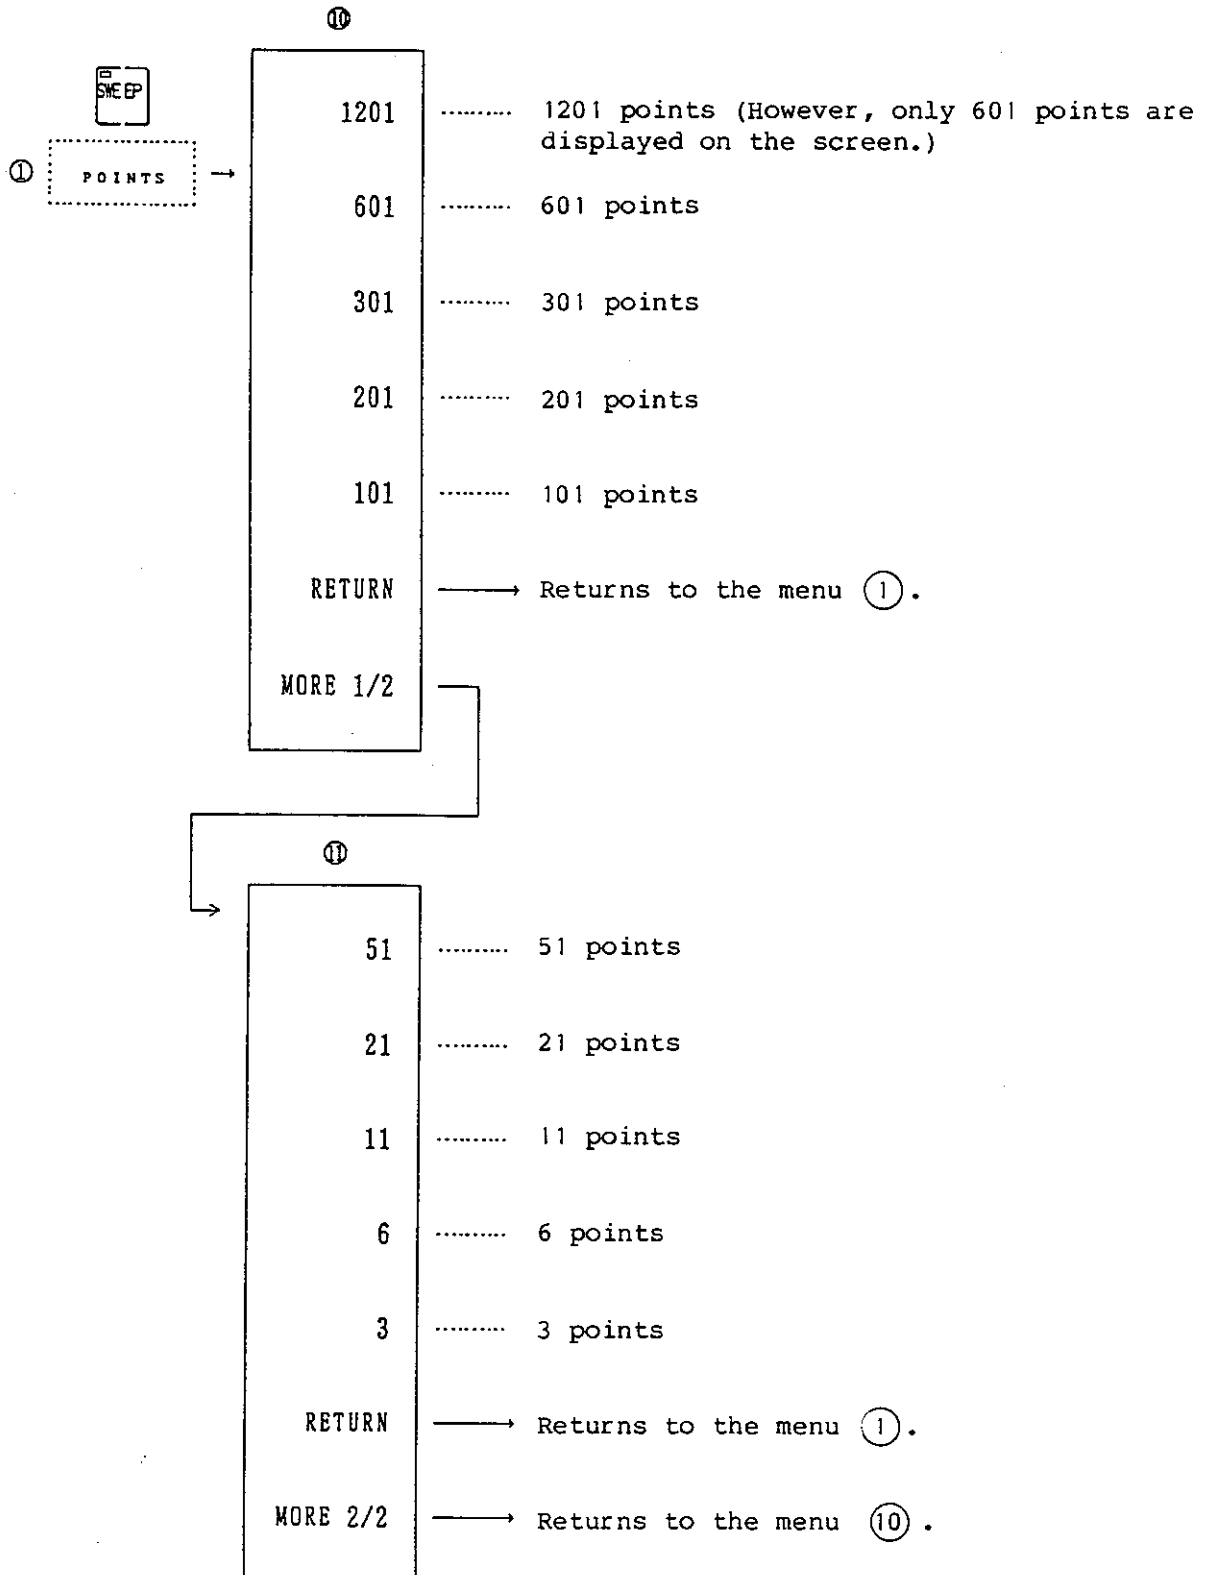 ⑩
SWEEP
① POINTS →
1201 .......... 1201 points (However, only 601 points are
displayed on the screen.)
601 .......... 601 points
301 .......... 301 points
201 .......... 201 points
101 .......... 101 points
RETURN → Returns to the menu ①.
MORE 1/2
⑪
51 .......... 51 points
21 .......... 21 points
11 .......... 11 points
6 .......... 6 points
3 .......... 3 points
RETURN → Returns to the menu ①.
MORE 2/2 → Returns to the menu ⑩.